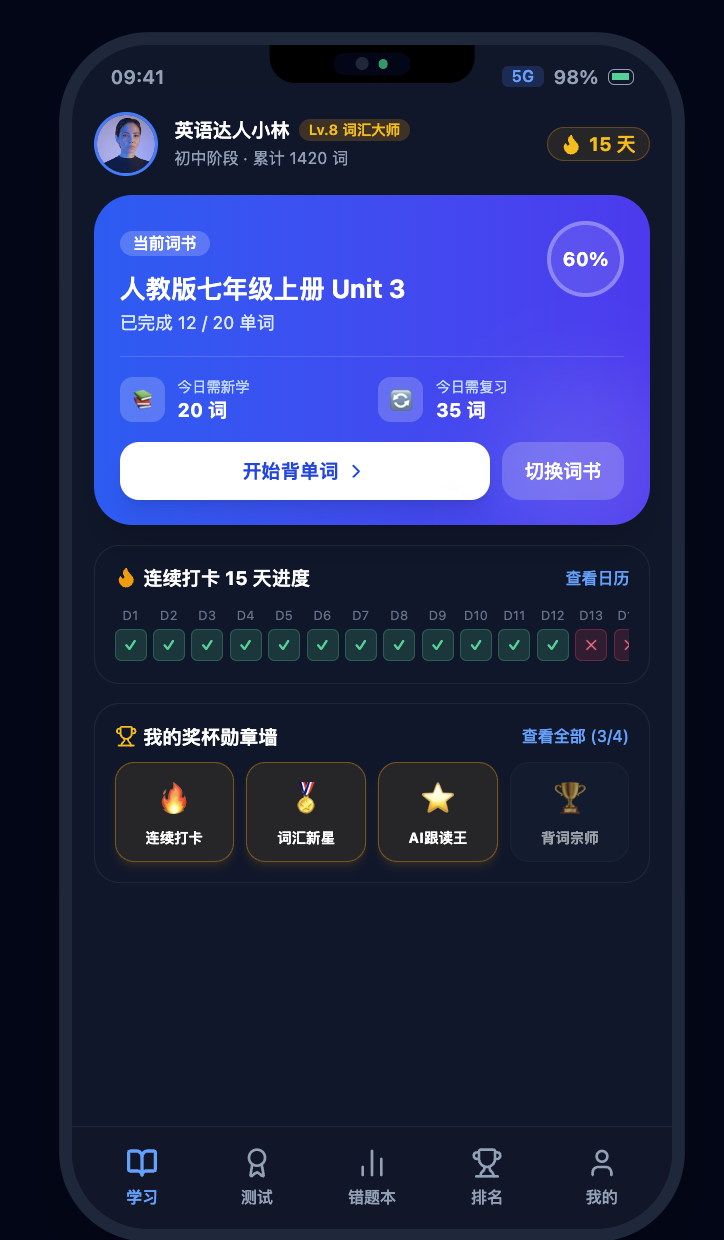 09:41
5G 98%
英语达人小林 Lv.8 词汇大师
初中阶段 · 累计 1420 词
15 天
当前词书
60%
人教版七年级上册 Unit 3
已完成 12 / 20 单词
今日需新学
20 词
今日需复习
35 词
开始背单词
切换词书
连续打卡 15 天进度
查看日历
D1 D2 D3 D4 D5 D6 D7 D8 D9 D10 D11 D12 D13
我的奖杯勋章墙
查看全部 (3/4)
连续打卡
词汇新星
AI跟读王
背词宗师
学习
测试
错题本
排名
我的